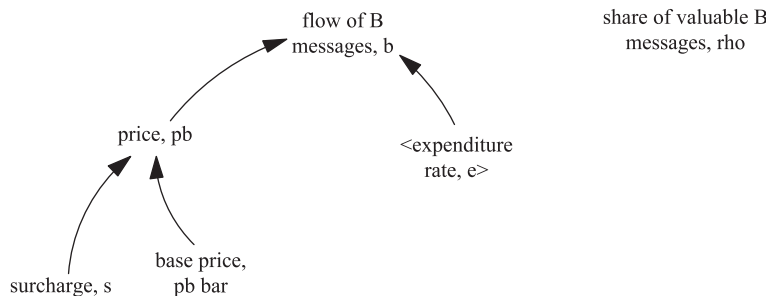 flow of B
messages, b
share of valuable B
messages, rho
price, pb
<expenditure
rate, e>
surcharge, s
base price,
pb bar